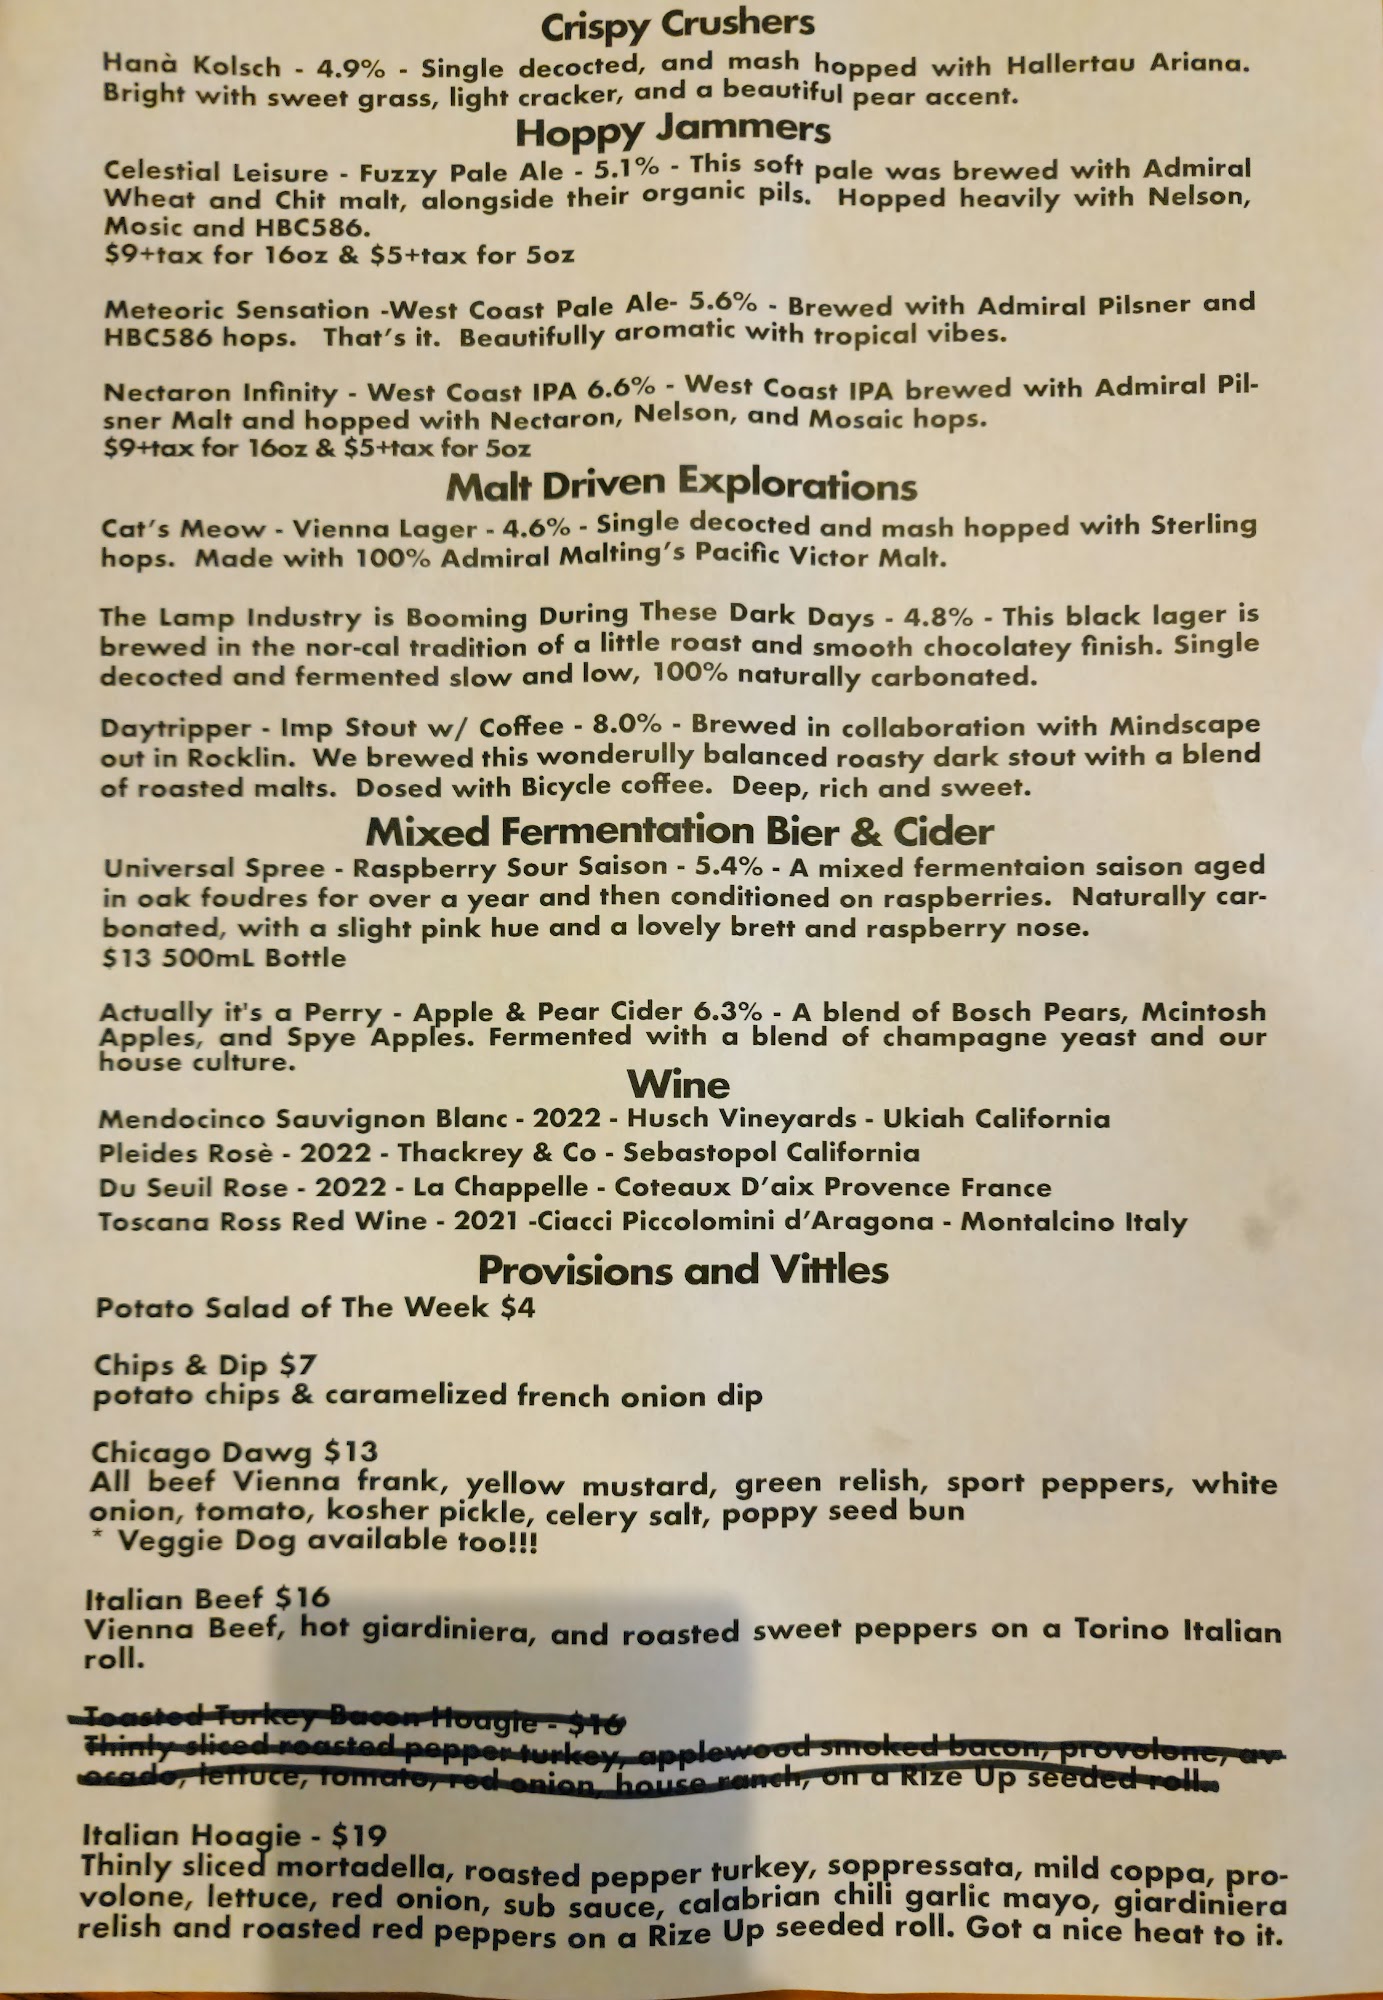 Crispy Crushers
Hanà Kolsch - 4.9% - Single decocted, and mash hopped with Hallertau Ariana.
Bright with sweet grass, light cracker, and a beautiful pear accent.
Hoppy Jammers
Celestial Leisure - Fuzzy Pale Ale - 5.1% - This soft pale was brewed with Admiral
Wheat and Chit malt, alongside their organic pils. Hopped heavily with Nelson,
Mosic and HBC586.
$9+tax for 16oz & $5+tax for 5oz
Meteoric Sensation -West Coast Pale Ale- 5.6% - Brewed with Admiral Pilsner and
HBC586 hops. That's it. Beautifully aromatic with tropical vibes.
Nectaron Infinity - West Coast IPA 6.6% - West Coast IPA brewed with Admiral Pil-
sner Malt and hopped with Nectaron, Nelson, and Mosaic hops.
$9+tax for 16oz & $5+tax for 5oz
Malt Driven Explorations
Cat's Meow - Vienna Lager - 4.6% - Single decocted and mash hopped with Sterling
hops. Made with 100% Admiral Malting's Pacific Victor Malt.
The Lamp Industry is Booming During These Dark Days - 4.8% - This black lager is
brewed in the nor-cal tradition of a little roast and smooth chocolatey finish. Single
decocted and fermented slow and low, 100% naturally carbonated.
Daytripper - Imp Stout w/ Coffee - 8.0% - Brewed in collaboration with Mindscape
out in Rocklin. We brewed this wonderully balanced roasty dark stout with a blend
of roasted malts. Dosed with Bicycle coffee. Deep, rich and sweet.
Mixed Fermentation Bier & Cider
Universal Spree - Raspberry Sour Saison - 5.4% - A mixed fermentaion saison aged
in oak foudres for over a year and then conditioned on raspberries. Naturally car-
bonated, with a slight pink hue and a lovely brett and raspberry nose.
$13 500mL Bottle
Actually it's a Perry - Apple & Pear Cider 6.3% - A blend of Bosch Pears, Mcintosh
Apples, and Spye Apples. Fermented with a blend of champagne yeast and our
house culture.
Wine
Mendocinco Sauvignon Blanc - 2022 - Husch Vineyards - Ukiah California
Pleides Rosè - 2022 - Thackrey & Co - Sebastopol California
Du Seuil Rose - 2022 - La Chappelle - Coteaux D'aix Provence France
Toscana Ross Red Wine - 2021 -Ciacci Piccolomini d'Aragona - Montalcino Italy
Provisions and Vittles
Potato Salad of The Week $4
Chips & Dip $7
potato chips & caramelized french onion dip
Chicago Dawg $13
All beef Vienna frank, yellow mustard, green relish, sport peppers, white
onion, tomato, kosher pickle, celery salt, poppy seed bun
* Veggie Dog available too!!!
Italian Beef $16
Vienna Beef, hot giardiniera, and roasted sweet peppers on a Torino Italian
roll.
Toasted Turkey Bacon Hoagie - $16
Thinly sliced roasted pepper turkey, applewood smoked bacon, provolone, av-
ocado, lettuce, tomato, red onion, house ranch, on a Rize Up seeded roll.
Italian Hoagie - $19
Thinly sliced mortadella, roasted pepper turkey, soppressata, mild coppa, pro-
volone, lettuce, red onion, sub sauce, calabrian chili garlic mayo, giardiniera
relish and roasted red peppers on a Rize Up seeded roll. Got a nice heat to it.